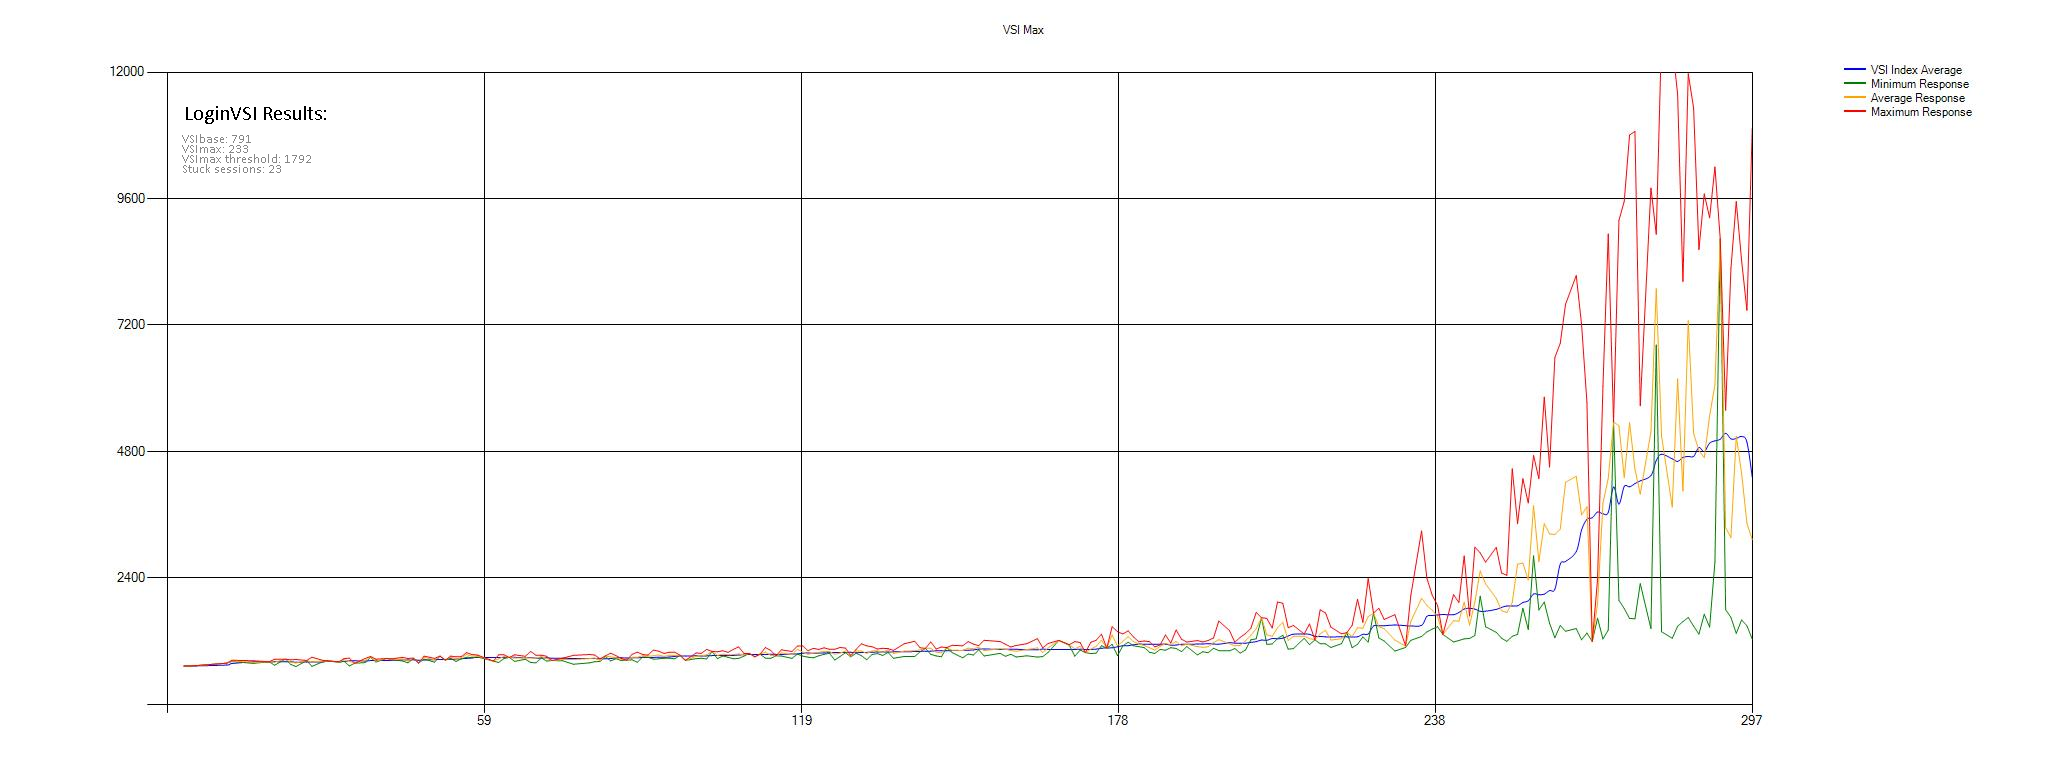 VSI Max
12000
9600
7200
4800
2400
LoginVSI Results:
VSIbase: 791
VSImax: 233
VSImax threshold: 1792
Stuck sessions: 23
VSI Index Average
Minimum Response
Average Response
Maximum Response
59
119
178
238
297